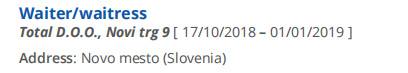 Waiter/waitress
Total D.O.O., Novi trg 9 [ 17/10/2018 – 01/01/2019 ]
Address: Novo mesto (Slovenia)